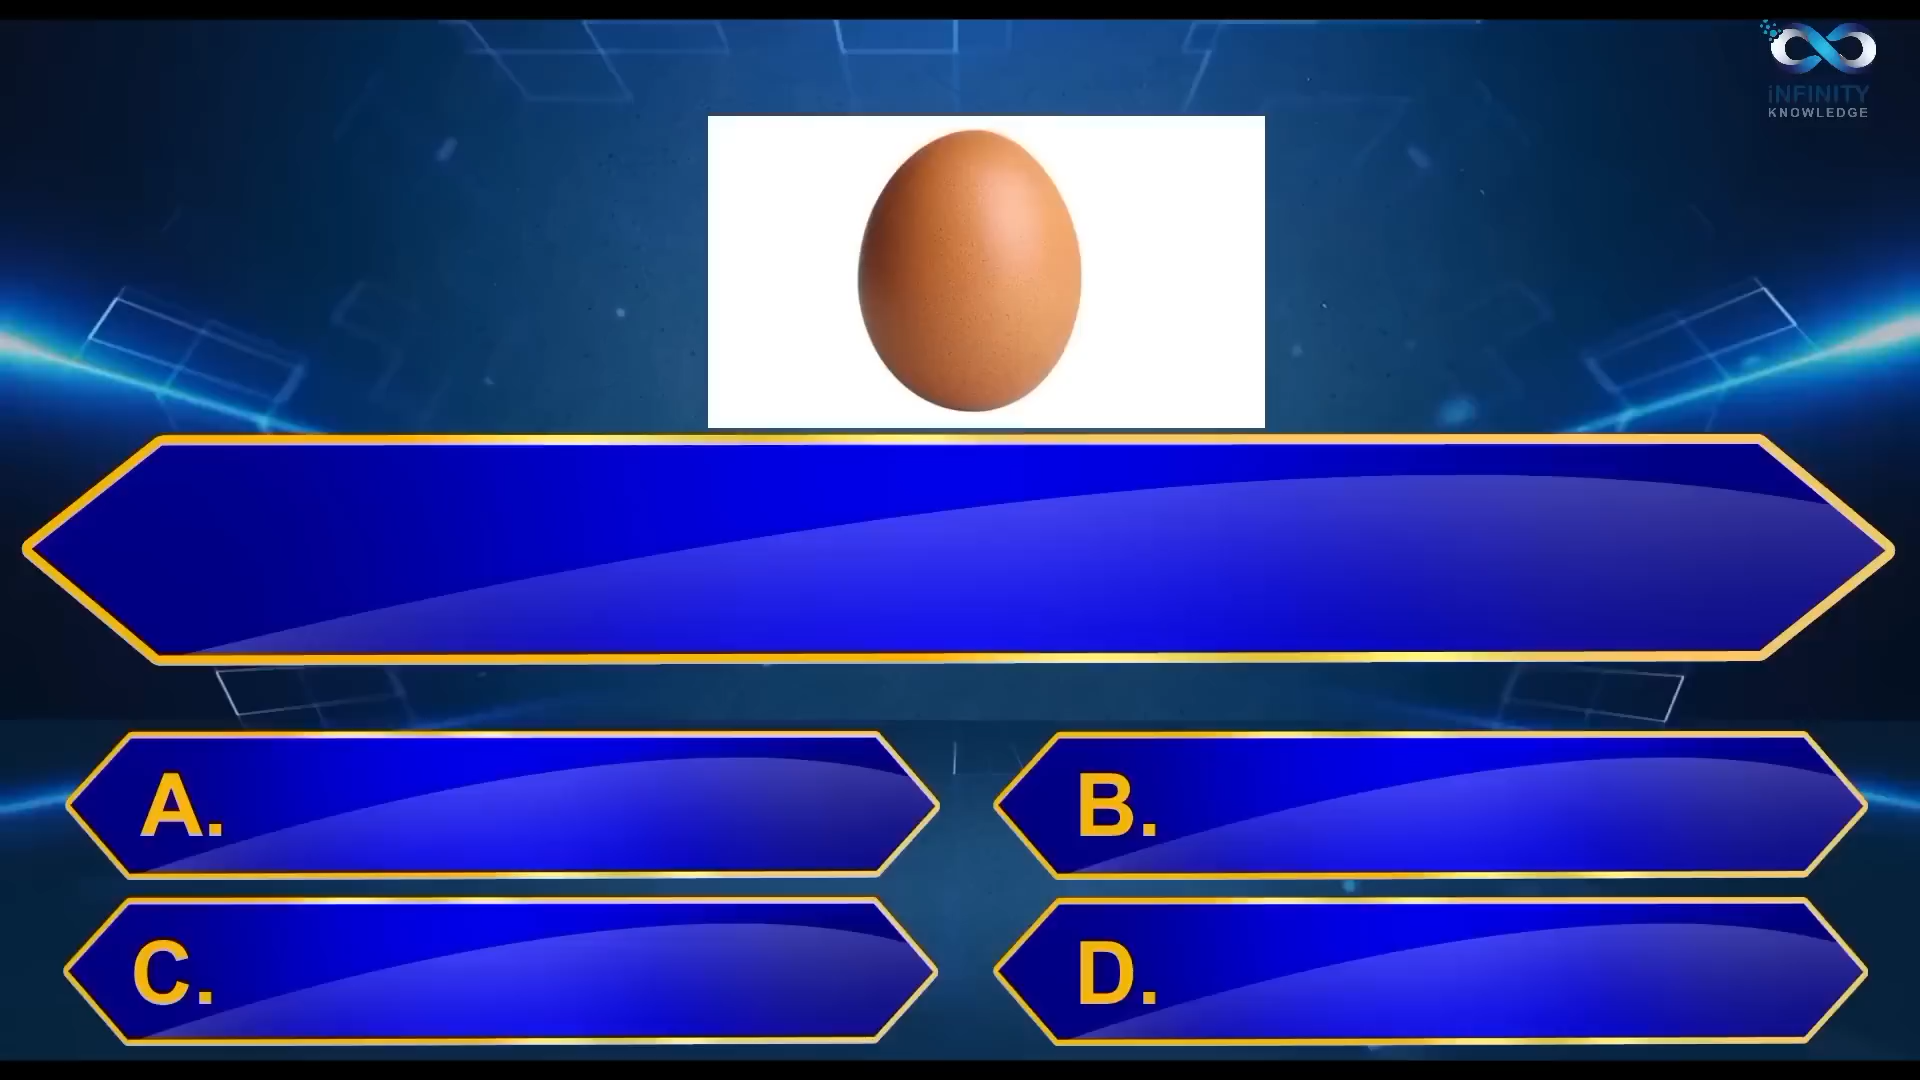 iNFINITY
KNOWLEDGE
A.
B.
C.
D.